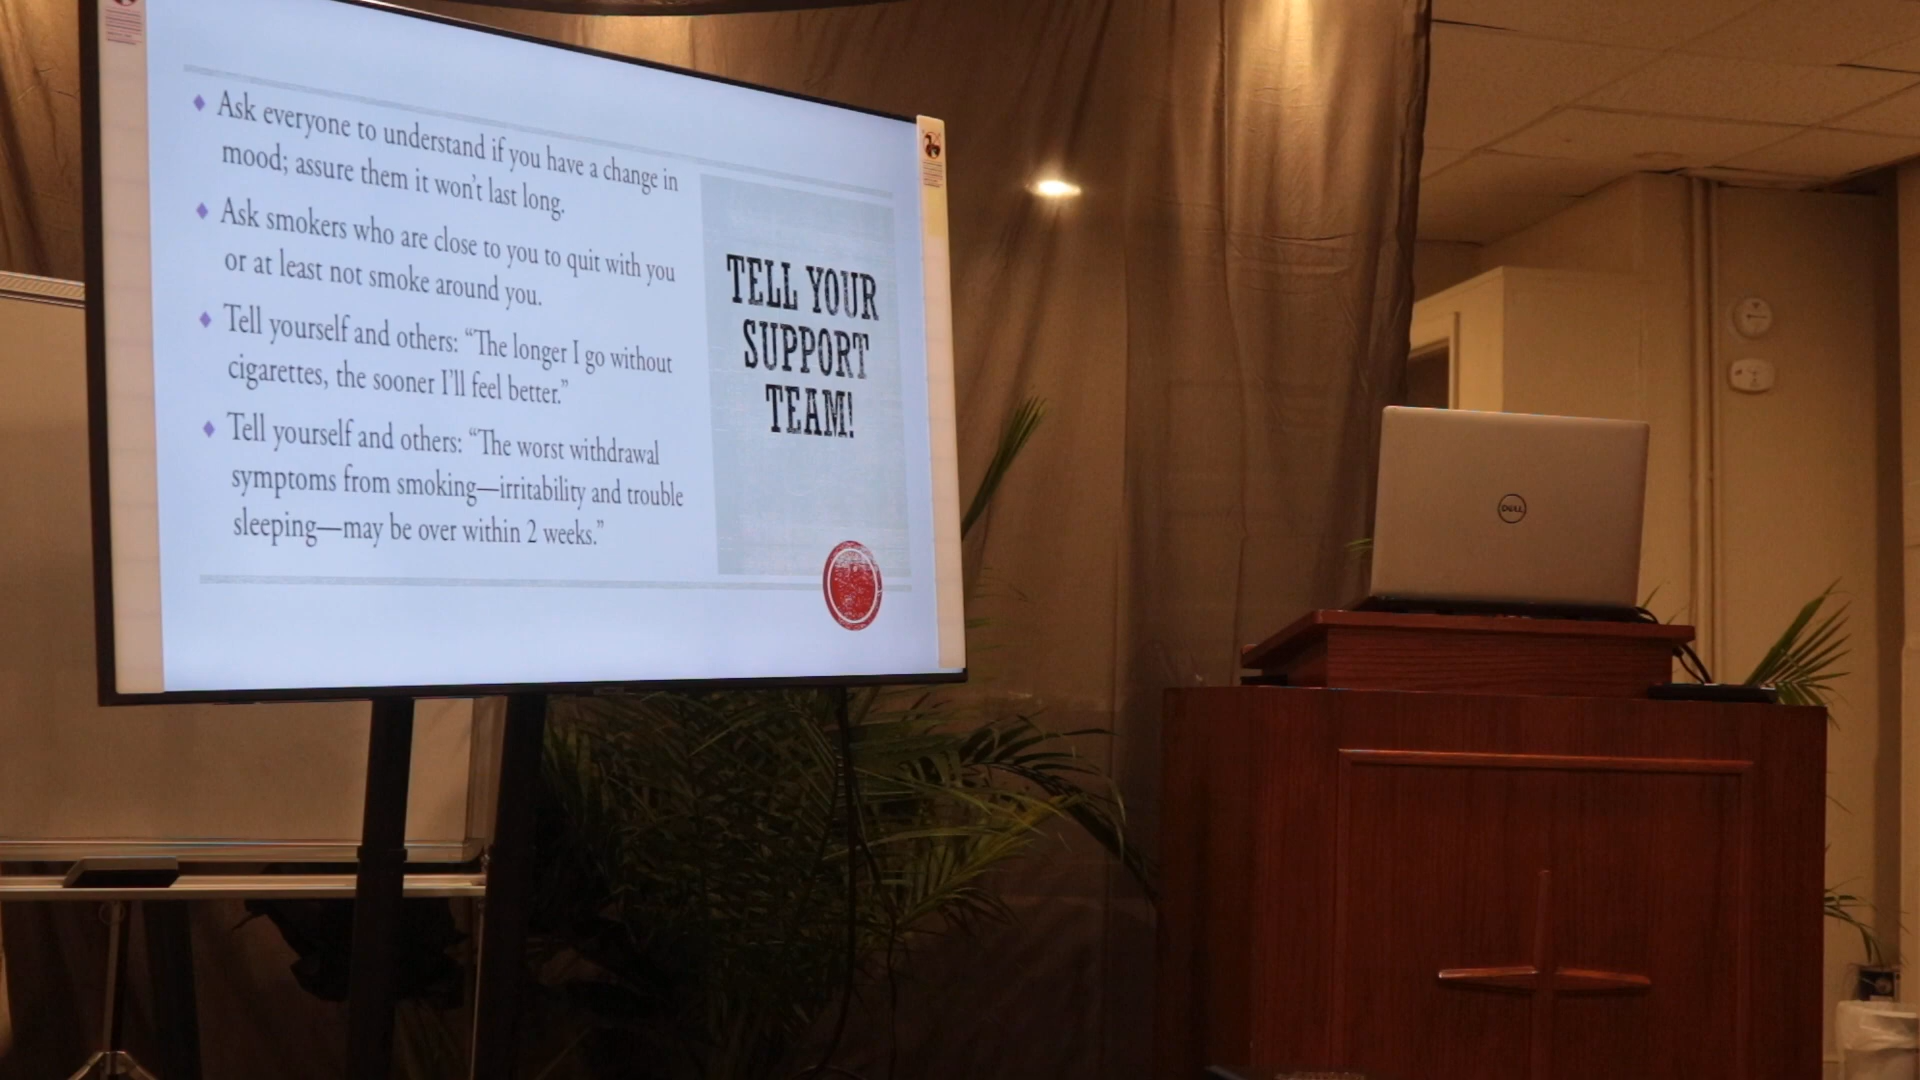 Ask everyone to understand if you have a change in
mood; assure them it won't last long.
Ask smokers who are close to you to quit with you
or at least not smoke around you.
Tell yourself and others: “The longer I go without
cigarettes, the sooner I'll feel better.”
Tell yourself and others: “The worst withdrawal
symptoms from smoking—irritability and trouble
sleeping—may be over within 2 weeks.”
TELL YOUR
SUPPORT
TEAM!
DELL